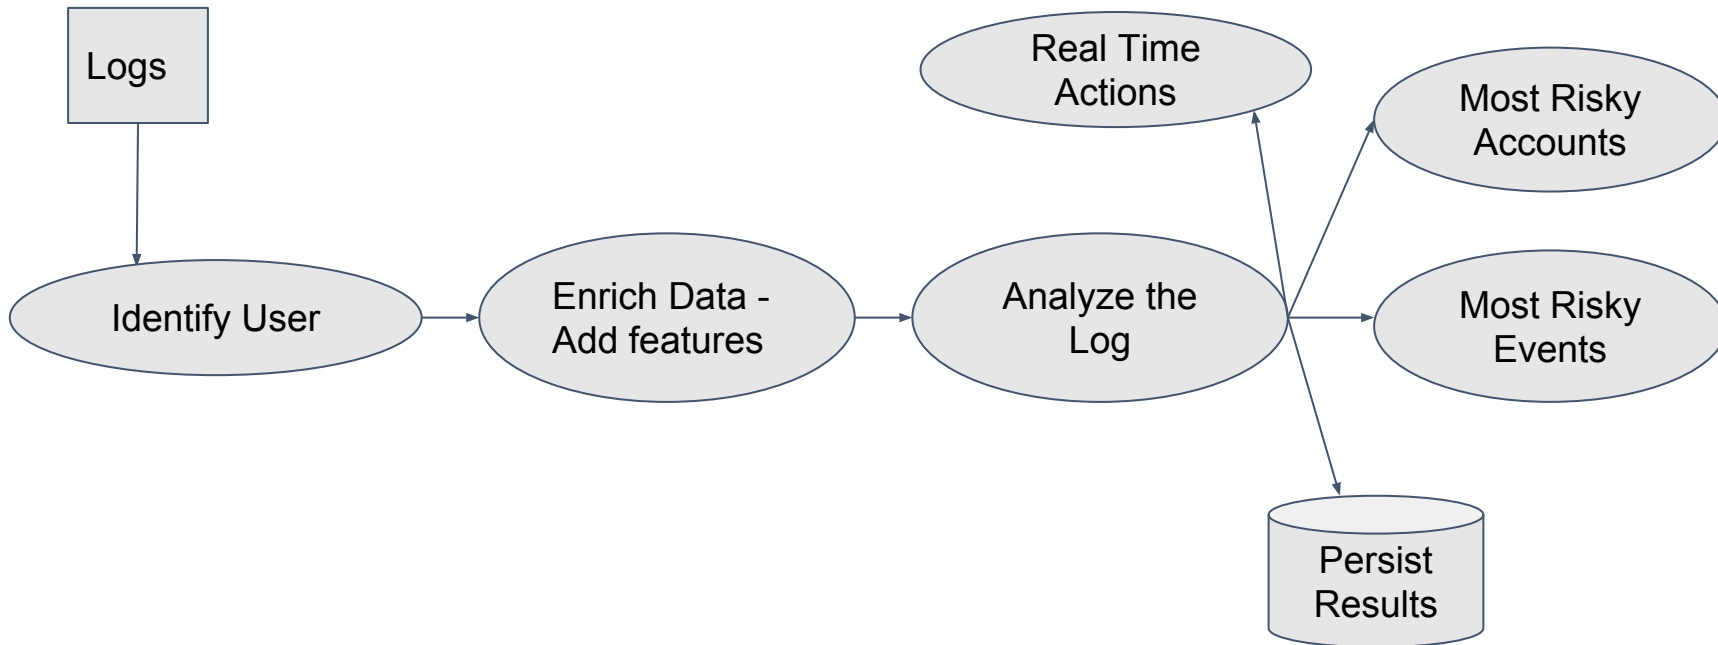 Logs
Real Time
Actions
Most Risky
Accounts
Identify User
Enrich Data -
Add features
Analyze the
Log
Most Risky
Events
Persist
Results